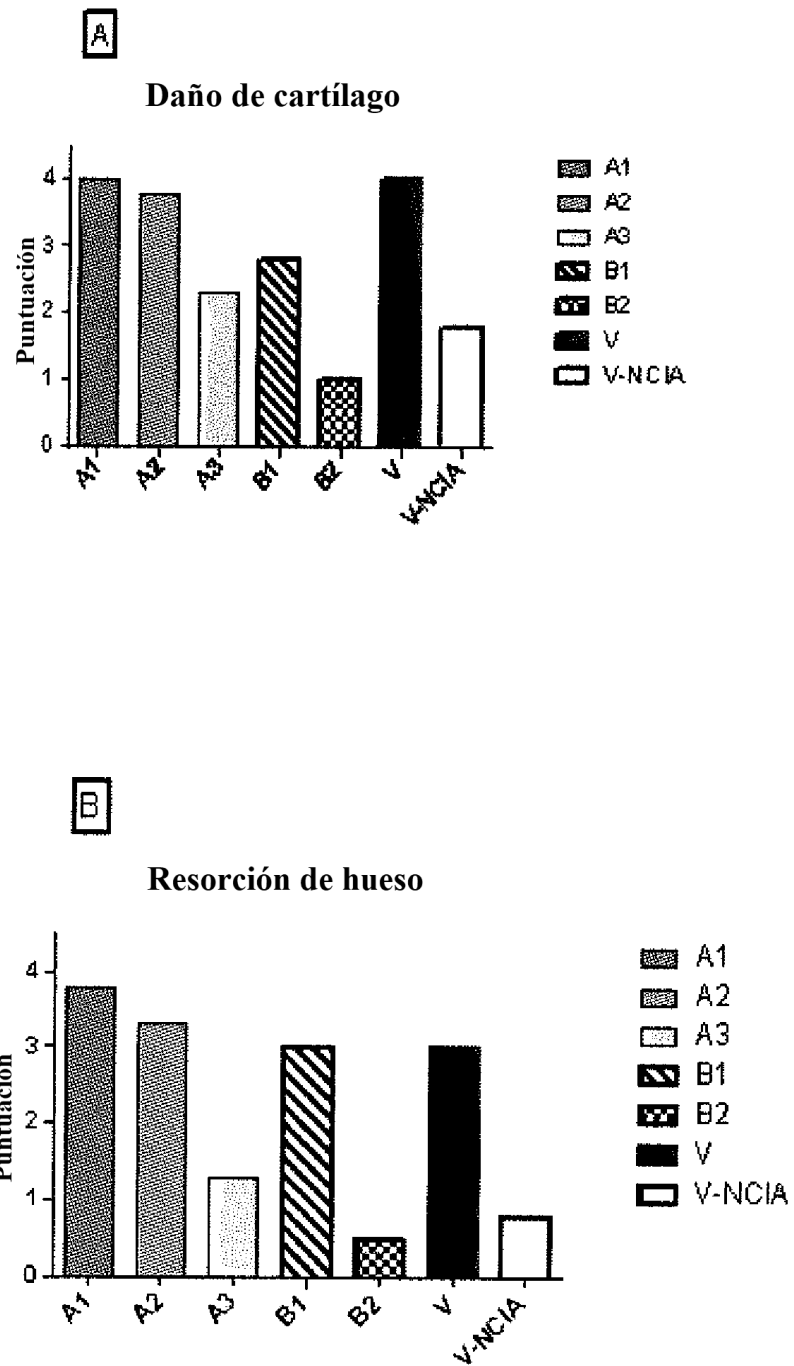 A
Daño de cartílago
4
3
2
1
0
Puntuación
A1
A2
A3
B1
B2
V
V-NCIA
A1
A2
A3
B1
B2
V
V-NCIA
B
Resorción de hueso
4
3
2
1
0
Puntuación
A1
A2
A3
B1
B2
V
V-NCIA
A1
A2
A3
B1
B2
V
V-NCIA